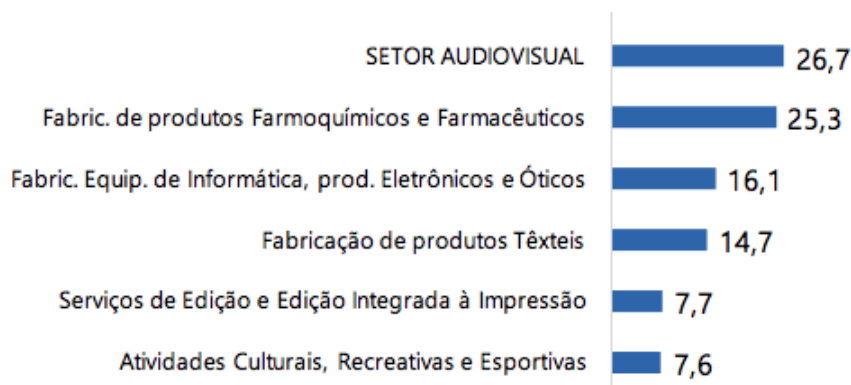 SETOR AUDIOVISUAL 26,7
Fabric. de produtos Farmoquímicos e Farmacêuticos 25,3
Fabric. Equip. de Informática, prod. Eletrônicos e Óticos 16,1
Fabricação de produtos Têxteis 14,7
Serviços de Edição e Edição Integrada à Impressão 7,7
Atividades Culturais, Recreativas e Esportivas 7,6